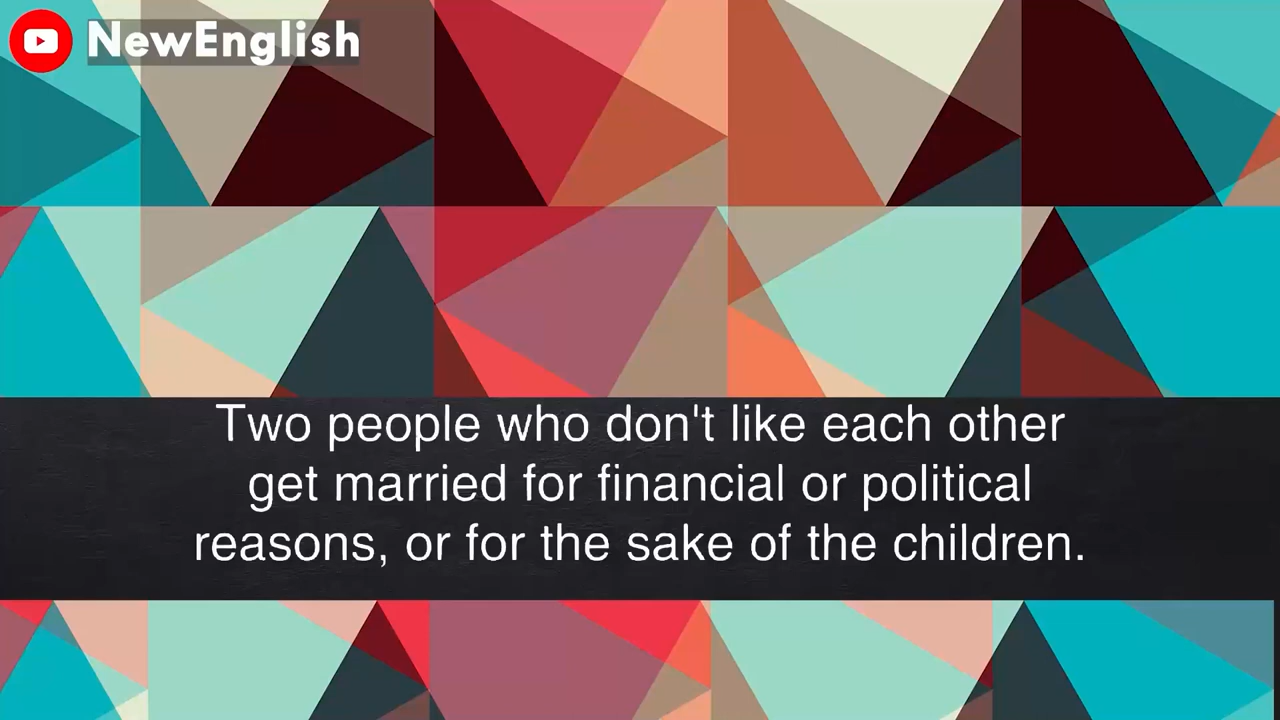 NewEnglish
Two people who don't like each other
get married for financial or political
reasons, or for the sake of the children.